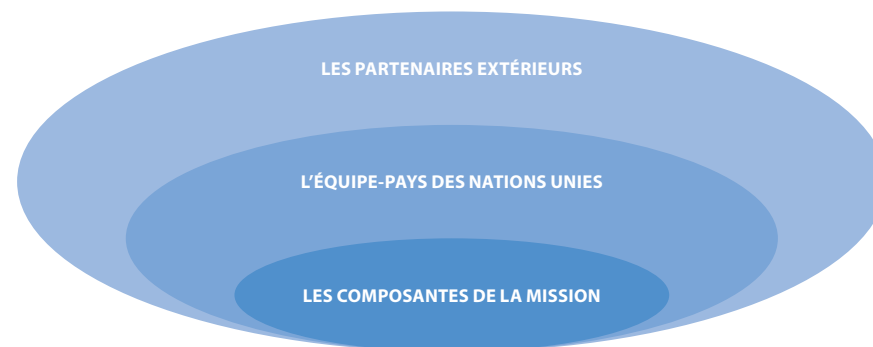 LES PARTENAIRES EXTÉRIEURS
L'ÉQUIPE-PAYS DES NATIONS UNIES
LES COMPOSANTES DE LA MISSION